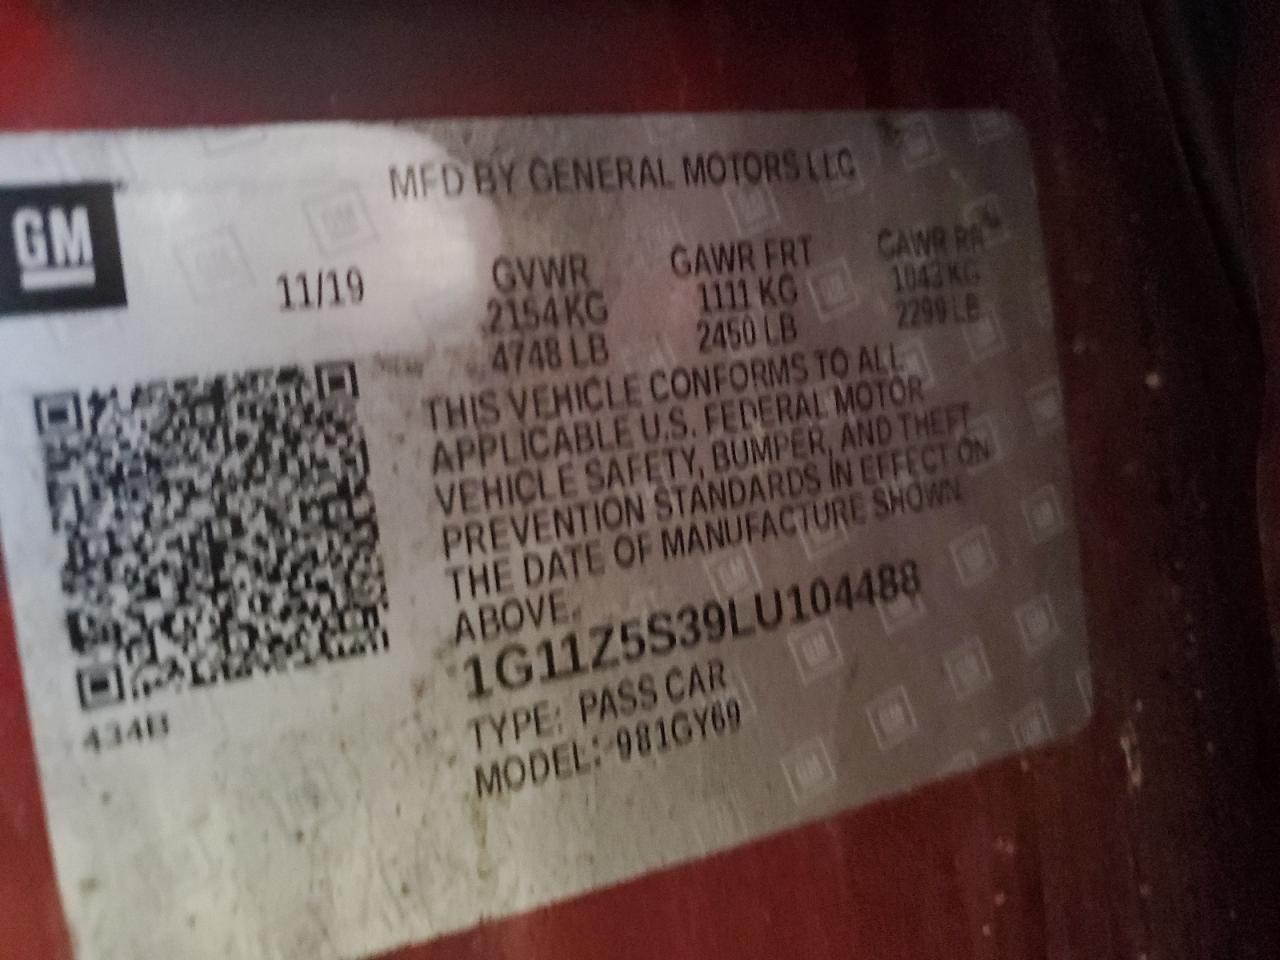 MFD BY GENERAL MOTORS LLC
GM
11/19
GVWR
2154 KG
4748 LB
GAWR FRT
1111 KG
2450 LB
GAWR RR
1043 KG
2299 LB
THIS VEHICLE CONFORMS TO ALL
APPLICABLE U.S. FEDERAL MOTOR
VEHICLE SAFETY, BUMPER, AND THEFT
PREVENTION STANDARDS IN EFFECT ON
THE DATE OF MANUFACTURE SHOWN
ABOVE.
1G11Z5S39LU104488
TYPE: PASS CAR
MODEL: 981GY69
434B